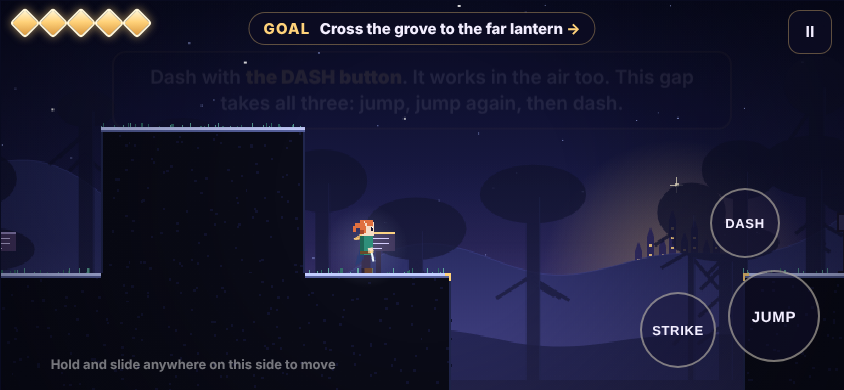 GOAL Cross the grove to the far lantern →
II
Dash with the DASH button. It works in the air too. This gap
takes all three: jump, jump again, then dash.
DASH
STRIKE
JUMP
Hold and slide anywhere on this side to move